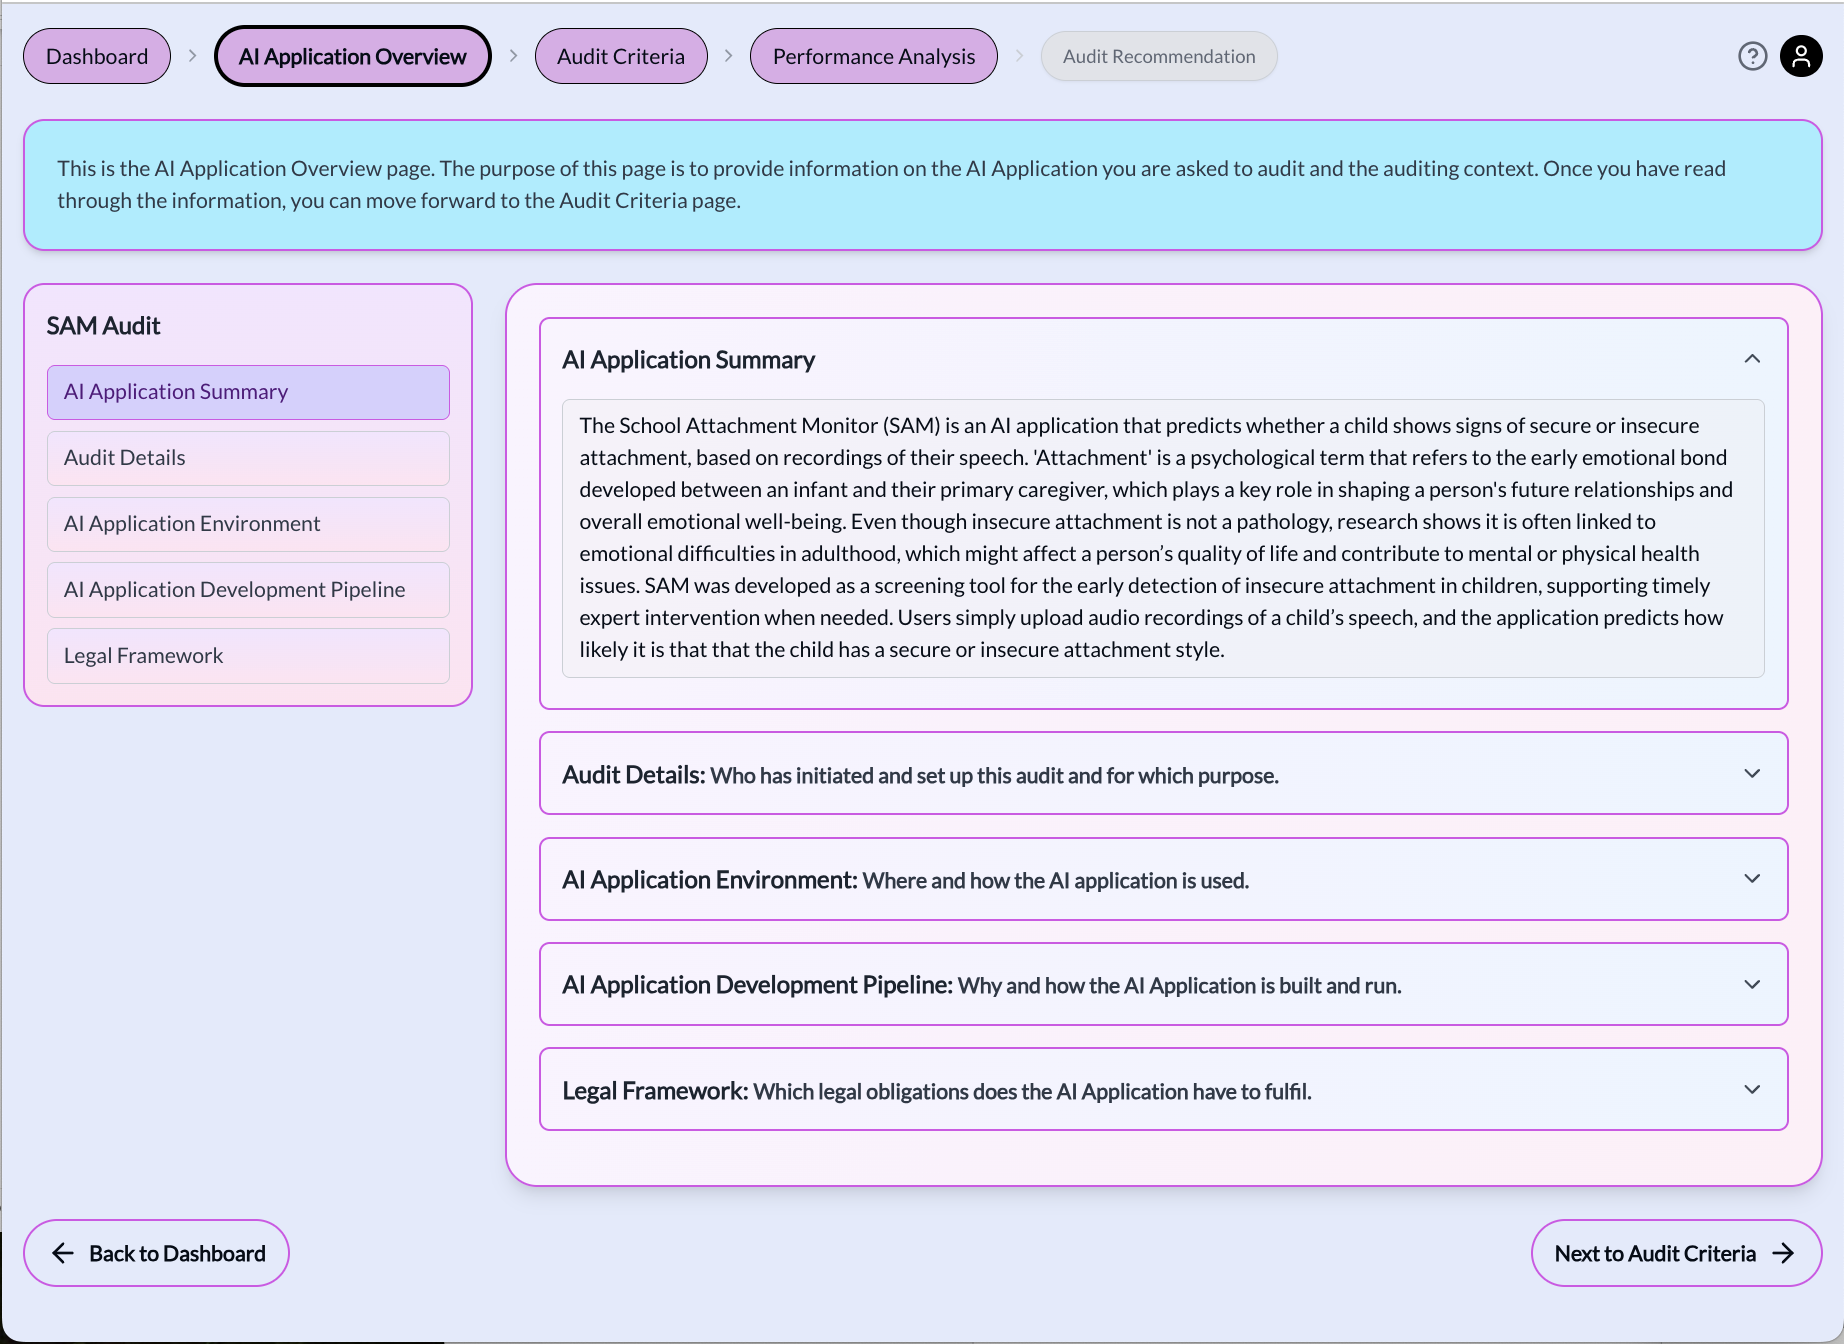 Dashboard
AI Application Overview
Audit Criteria
Performance Analysis
Audit Recommendation
This is the AI Application Overview page. The purpose of this page is to provide information on the AI Application you are asked to audit and the auditing context. Once you have read
through the information, you can move forward to the Audit Criteria page.
SAM Audit
AI Application Summary
Audit Details
AI Application Environment
AI Application Development Pipeline
Legal Framework
AI Application Summary
The School Attachment Monitor (SAM) is an AI application that predicts whether a child shows signs of secure or insecure
attachment, based on recordings of their speech. 'Attachment' is a psychological term that refers to the early emotional bond
developed between an infant and their primary caregiver, which plays a key role in shaping a person's future relationships and
overall emotional well-being. Even though insecure attachment is not a pathology, research shows it is often linked to
emotional difficulties in adulthood, which might affect a person’s quality of life and contribute to mental or physical health
issues. SAM was developed as a screening tool for the early detection of insecure attachment in children, supporting timely
expert intervention when needed. Users simply upload audio recordings of a child’s speech, and the application predicts how
likely it is that that the child has a secure or insecure attachment style.
Audit Details: Who has initiated and set up this audit and for which purpose.
AI Application Environment: Where and how the AI application is used.
AI Application Development Pipeline: Why and how the AI Application is built and run.
Legal Framework: Which legal obligations does the AI Application have to fulfil.
Back to Dashboard
Next to Audit Criteria